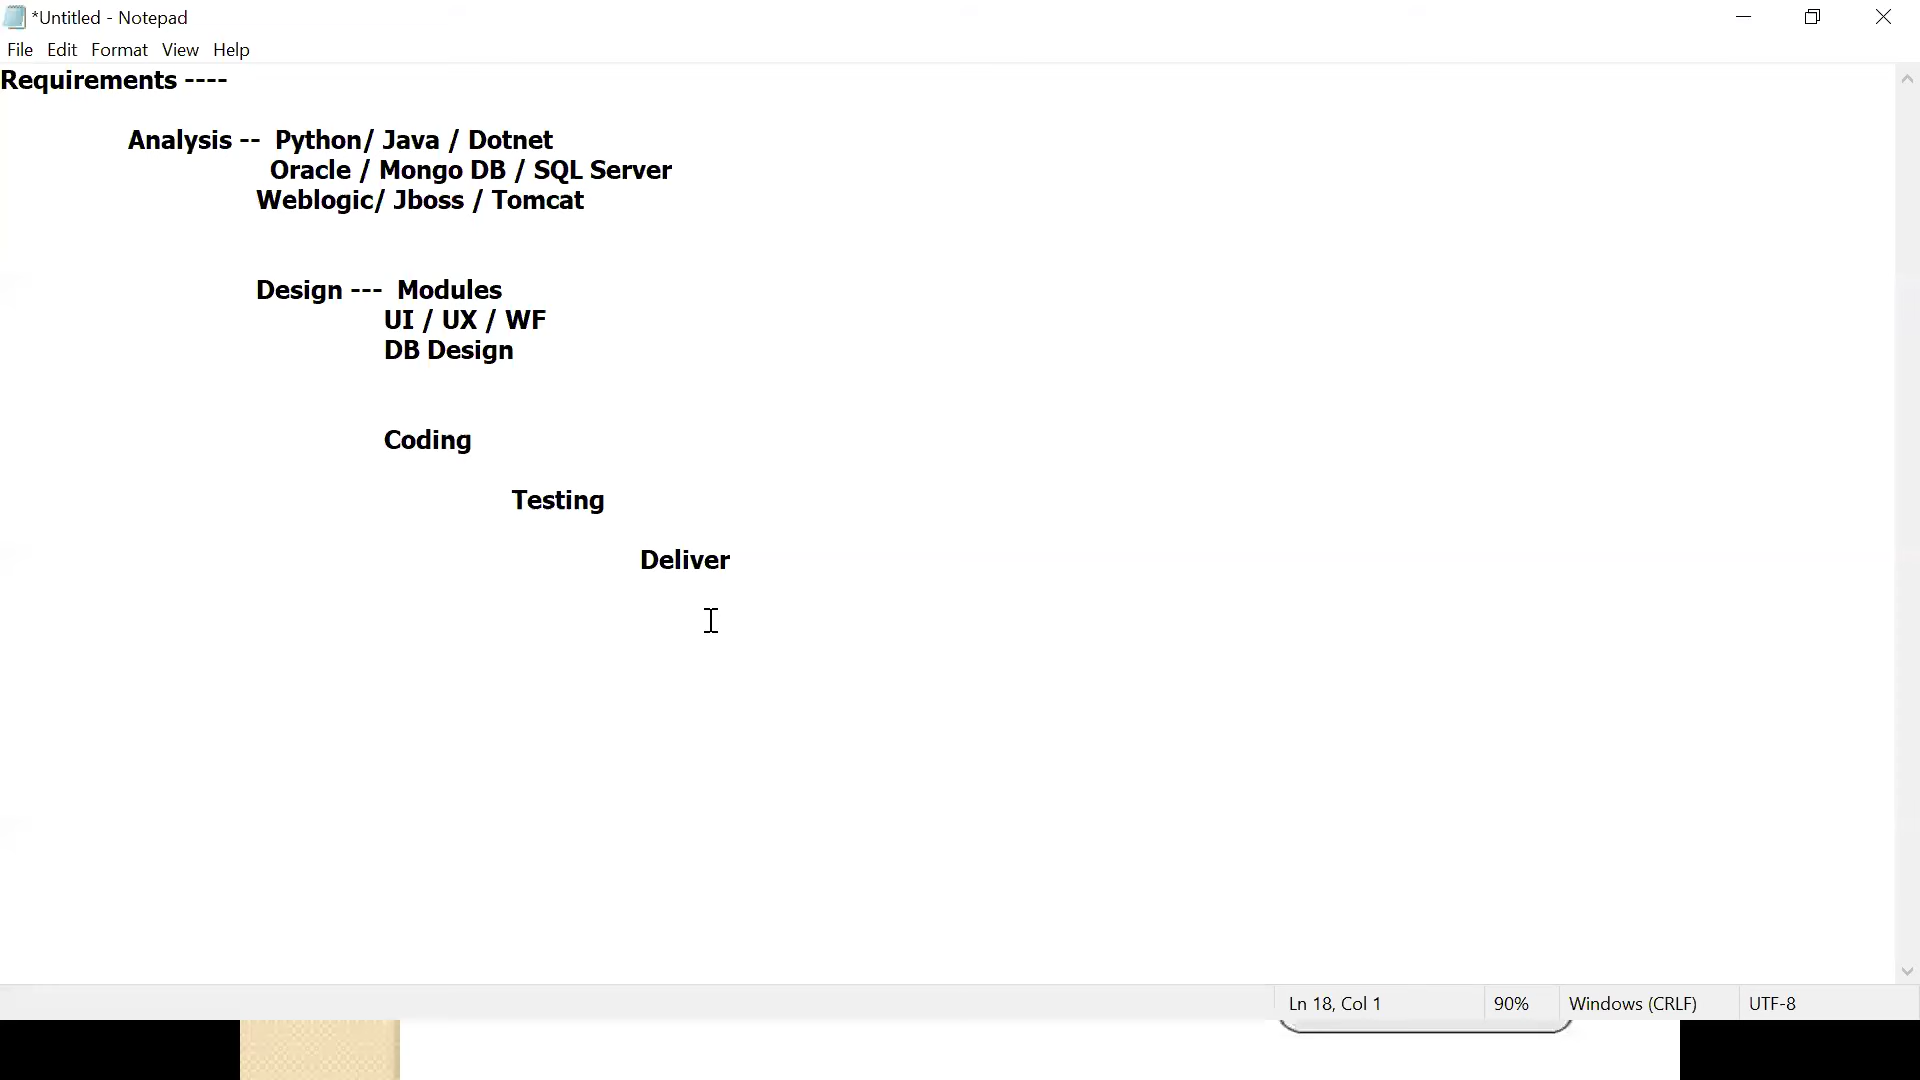 *Untitled - Notepad
File Edit Format View Help
Requirements ----
Analysis -- Python/ Java / Dotnet
Oracle / Mongo DB / SQL Server
Weblogic/ Jboss / Tomcat
Design --- Modules
UI / UX / WF
DB Design
Coding
Testing
Deliver
Ln 18, Col 1 90% Windows (CRLF) UTF-8